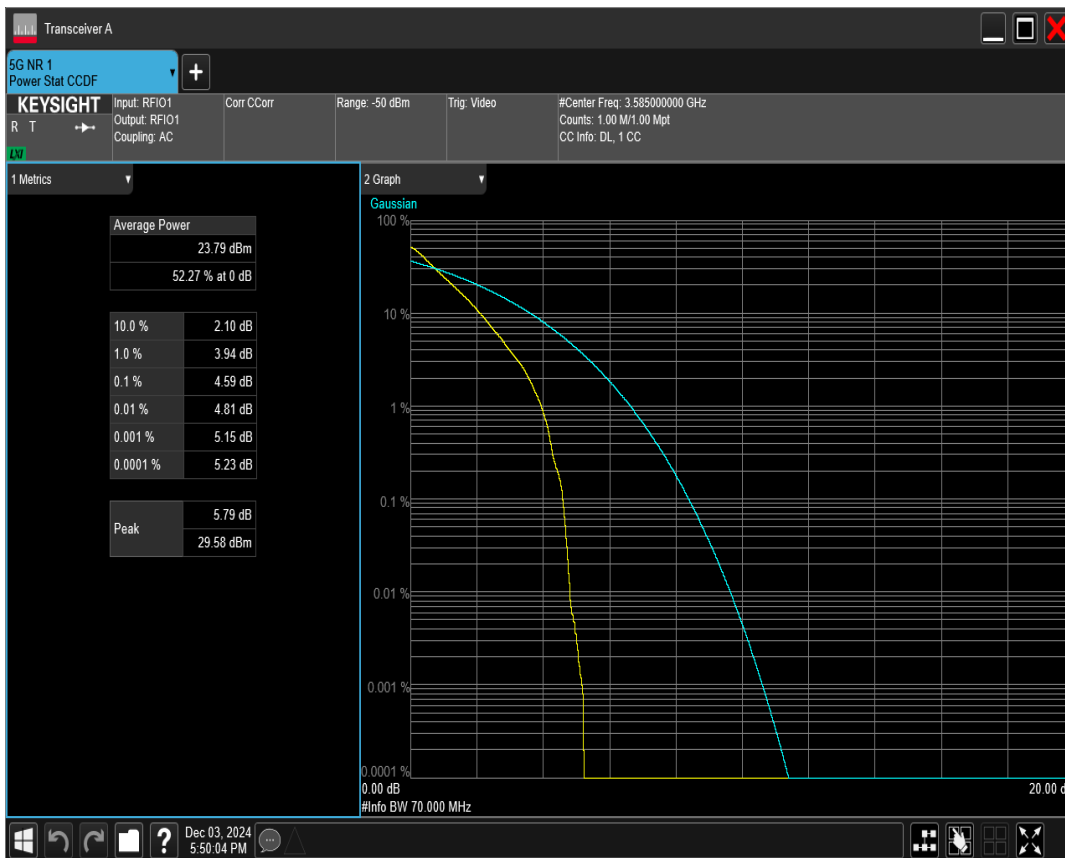 Transceiver A
5G NR 1
Power Stat CCDF
+
KEYSIGHT
R T
LXI
Input: RFIO1
Output: RFIO1
Coupling: AC
Corr CCorr
Range: -50 dBm
Trig: Video
#Center Freq: 3.585000000 GHz
Counts: 1.00 M/1.00 Mpt
CC Info: DL, 1 CC
1 Metrics
Average Power
23.79 dBm
52.27 % at 0 dB
10.0 % 2.10 dB
1.0 % 3.94 dB
0.1 % 4.59 dB
0.01 % 4.81 dB
0.001 % 5.15 dB
0.0001 % 5.23 dB
Peak 5.79 dB
29.58 dBm
2 Graph
Gaussian
100 %
10 %
1 %
0.1 %
0.01 %
0.001 %
0.0001 %
0.00 dB 20.00 d
#Info BW 70.000 MHz
?
Dec 03, 2024
5:50:04 PM